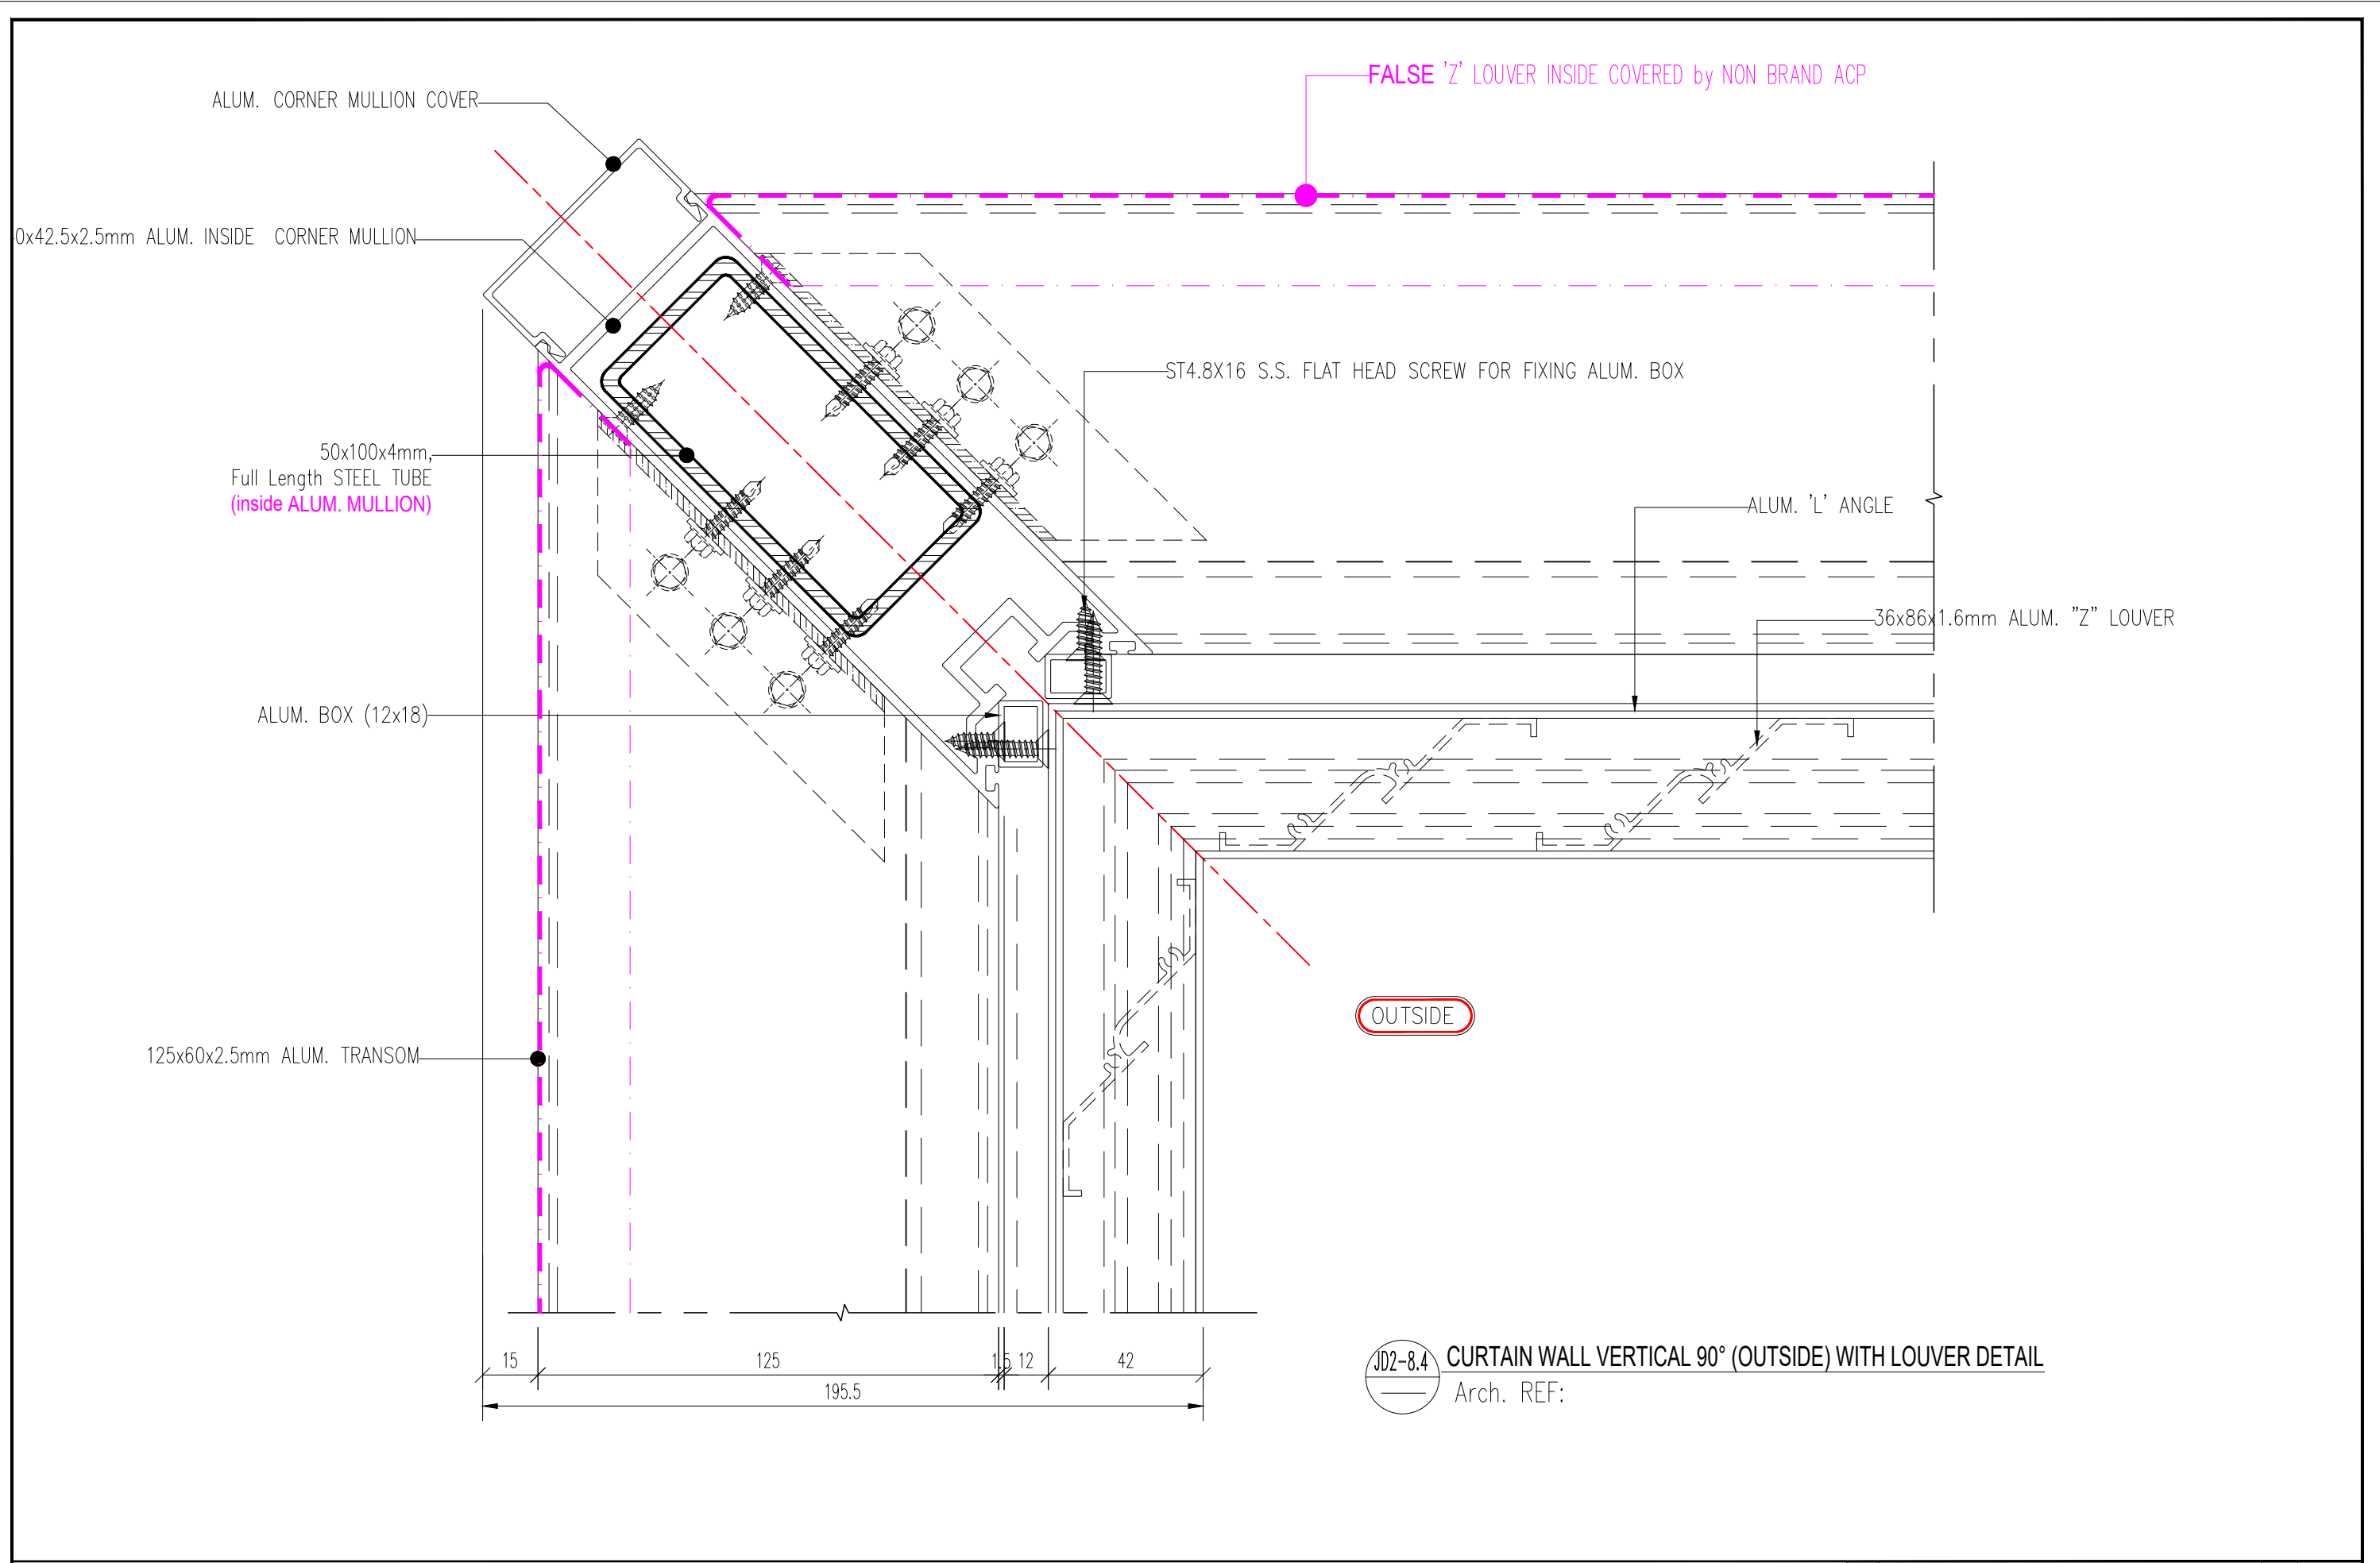 FALSE 'Z' LOUVER INSIDE COVERED by NON BRAND ACP
ALUM. CORNER MULLION COVER
0x42.5x2.5mm ALUM. INSIDE CORNER MULLION
ST4.8X16 S.S. FLAT HEAD SCREW FOR FIXING ALUM. BOX
50x100x4mm,
Full Length STEEL TUBE
(inside ALUM. MULLION)
ALUM. 'L' ANGLE
36x86x1.6mm ALUM. "Z" LOUVER
ALUM. BOX (12x18)
OUTSIDE
125x60x2.5mm ALUM. TRANSOM
15 125 1.5 12 42
195.5
JD2-8.4 CURTAIN WALL VERTICAL 90° (OUTSIDE) WITH LOUVER DETAIL
Arch. REF: